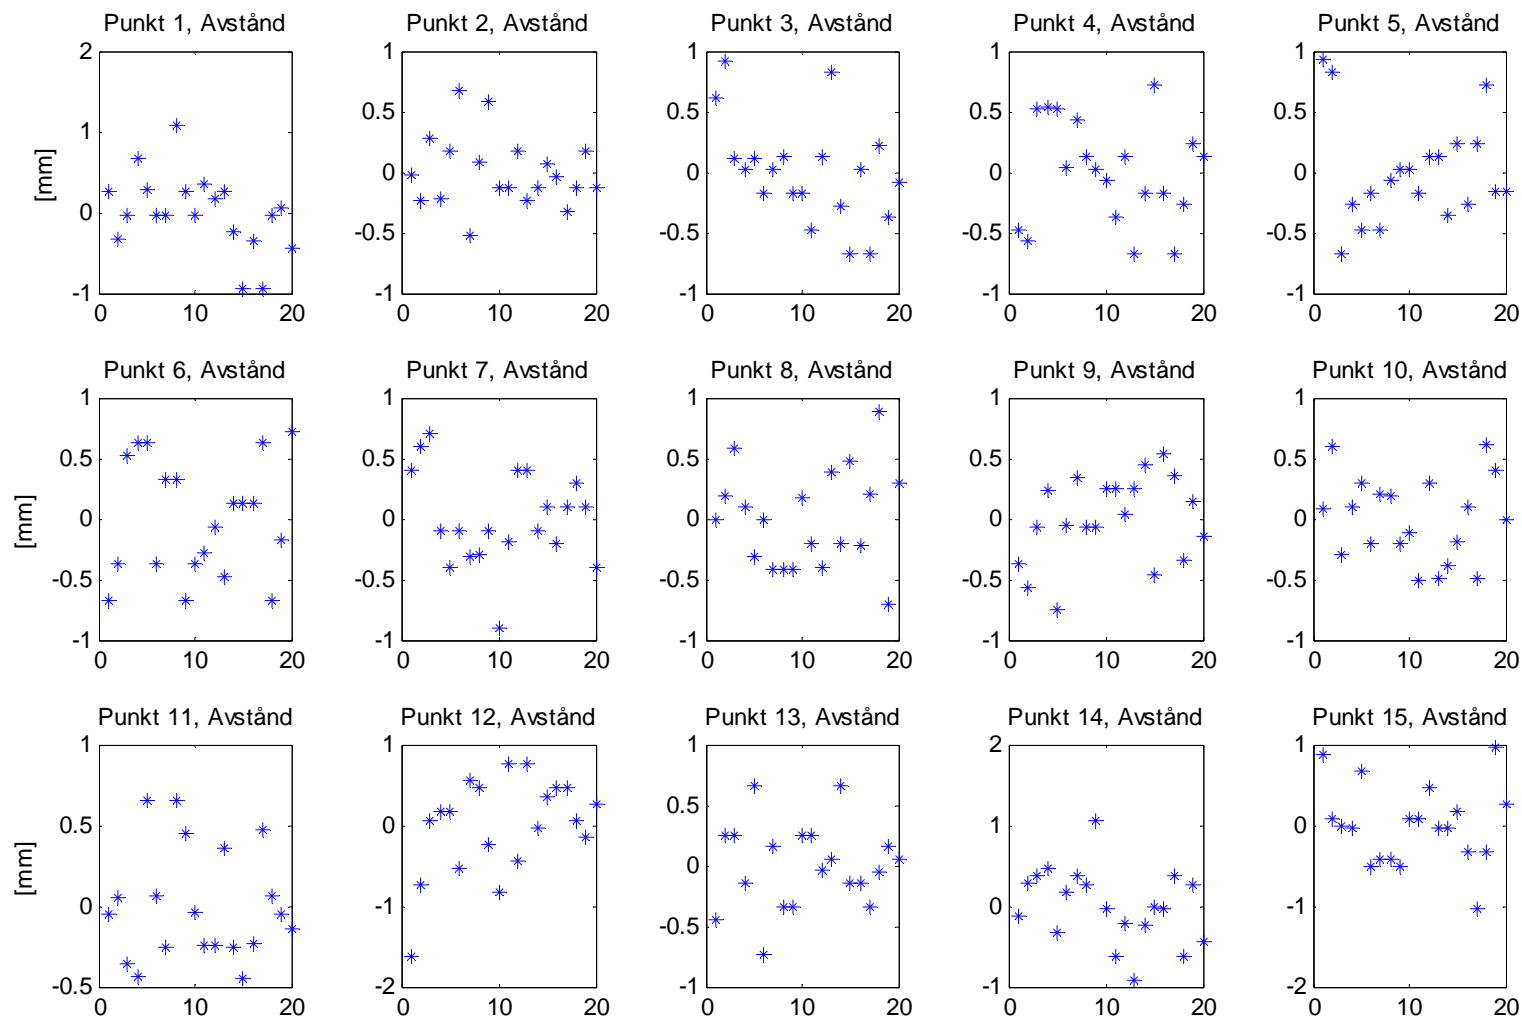 Punkt 1, Avstånd Punkt 2, Avstånd Punkt 3, Avstånd Punkt 4, Avstånd Punkt 5, Avstånd
2 1 1 1 1
1 0.5 0.5 0.5 0.5
[mm]
0 0 0 0 0
-0.5 -0.5 -0.5 -0.5
-1 -1 -1 -1 -1
0 10 20 0 10 20 0 10 20 0 10 20 0 10 20
Punkt 6, Avstånd Punkt 7, Avstånd Punkt 8, Avstånd Punkt 9, Avstånd Punkt 10, Avstånd
1 1 1 1 1
0.5 0.5 0.5 0.5 0.5
[mm]
0 0 0 0 0
-0.5 -0.5 -0.5 -0.5 -0.5
-1 -1 -1 -1 -1
0 10 20 0 10 20 0 10 20 0 10 20 0 10 20
Punkt 11, Avstånd Punkt 12, Avstånd Punkt 13, Avstånd Punkt 14, Avstånd Punkt 15, Avstånd
1 1 1 2 1
0.5 0 0.5 1 0
[mm]
0 -1 0 0 -1
-0.5
-0.5 -2 -1 -1 -2
0 10 20 0 10 20 0 10 20 0 10 20 0 10 20